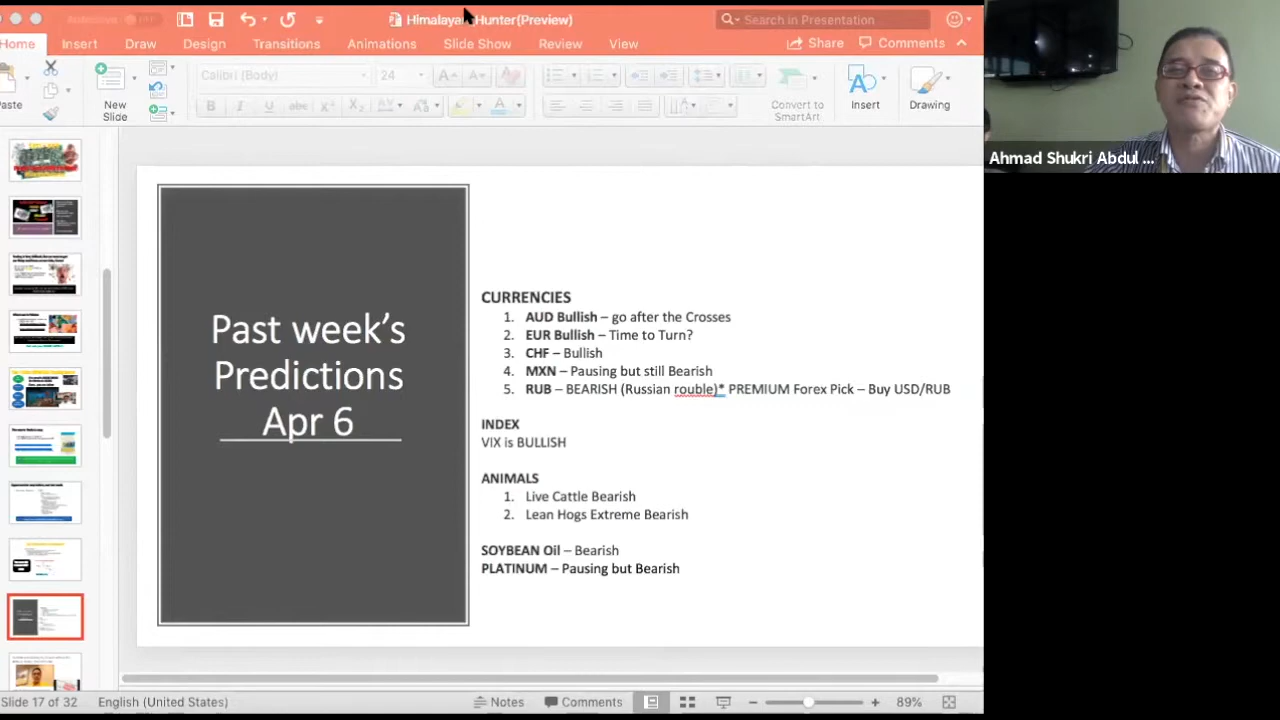 AutoSave OFF
Himalaya Hunter(Preview)
Search in Presentation
Home Insert Draw Design Transitions Animations Slide Show Review View Share Comments
Paste
New
Slide
Calibri (Body) 24
Convert to
SmartArt
Insert
Drawing
Ahmad Shukri Abdul ...
Past week's
Predictions
Apr 6
CURRENCIES
1. AUD Bullish – go after the Crosses
2. EUR Bullish – Time to Turn?
3. CHF – Bullish
4. MXN – Pausing but still Bearish
5. RUB – BEARISH (Russian rouble)* PREMIUM Forex Pick – Buy USD/RUB
INDEX
VIX is BULLISH
ANIMALS
1. Live Cattle Bearish
2. Lean Hogs Extreme Bearish
SOYBEAN Oil – Bearish
PLATINUM – Pausing but Bearish
Slide 17 of 32 English (United States) Notes Comments 89%